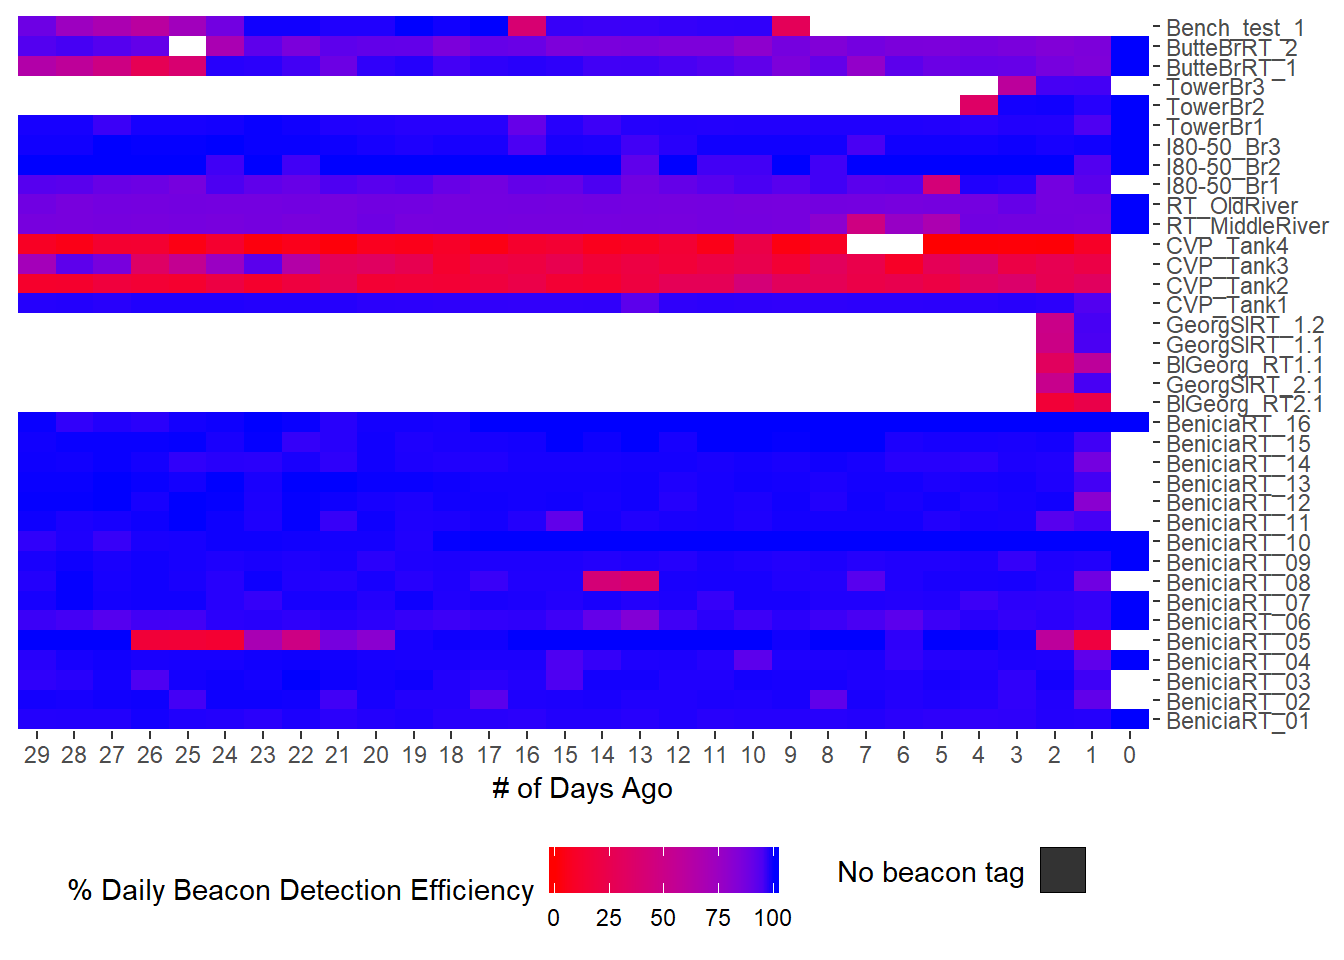 Bench_test_1
ButteBrRT_2
ButteBrRT_1
TowerBr3
TowerBr2
TowerBr1
I80-50_Br3
I80-50_Br2
I80-50_Br1
RT_OldRiver
RT_MiddleRiver
CVP_Tank4
CVP_Tank3
CVP_Tank2
CVP_Tank1
GeorgSlRT_1.2
GeorgSlRT_1.1
BlGeorg_RT1.1
GeorgSlRT_2.1
BlGeorg_RT2.1
BeniciaRT_16
BeniciaRT_15
BeniciaRT_14
BeniciaRT_13
BeniciaRT_12
BeniciaRT_11
BeniciaRT_10
BeniciaRT_09
BeniciaRT_08
BeniciaRT_07
BeniciaRT_06
BeniciaRT_05
BeniciaRT_04
BeniciaRT_03
BeniciaRT_02
BeniciaRT_01
29 28 27 26 25 24 23 22 21 20 19 18 17 16 15 14 13 12 11 10 9 8 7 6 5 4 3 2 1 0
# of Days Ago
% Daily Beacon Detection Efficiency
0 25 50 75 100
No beacon tag